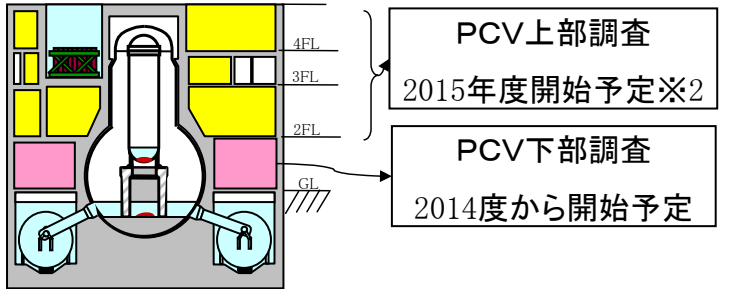 PCV上部調査
2015年度開始予定※2
4FL
3FL
2FL
PCV下部調査
2014度から開始予定
GL